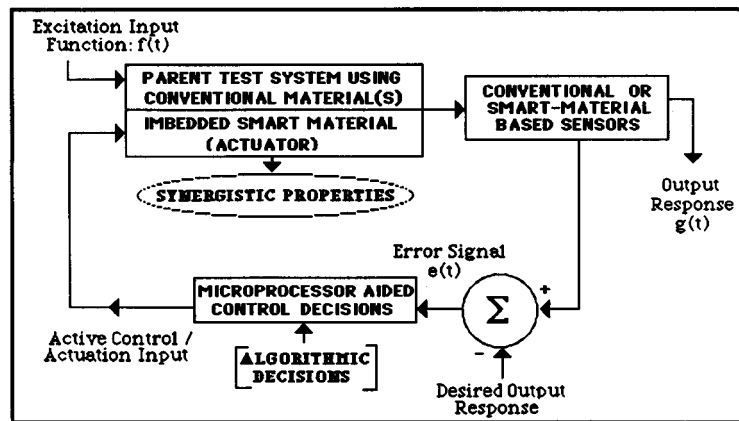 Excitation Input
Function: f(t)
PARENT TEST SYSTEM USING
CONVENTIONAL MATERIAL(S)
IMBEDDED SMART MATERIAL
(ACTUATOR)
SYNERGISTIC PROPERTIES
CONVENTIONAL OR
SMART-MATERIAL
BASED SENSORS
Output
Response
g(t)
Error Signal
e(t)
+
Σ
-
MICROPROCESSOR AIDED
CONTROL DECISIONS
Active Control /
Actuation Input
ALGORITHMIC
DECISIONS
Desired Output
Response